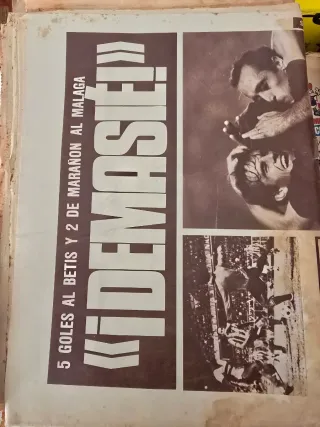 5 GOLES AL BETIS Y 2 DE MARAÑON AL MALAGA
«¡DEMASIÉ!»